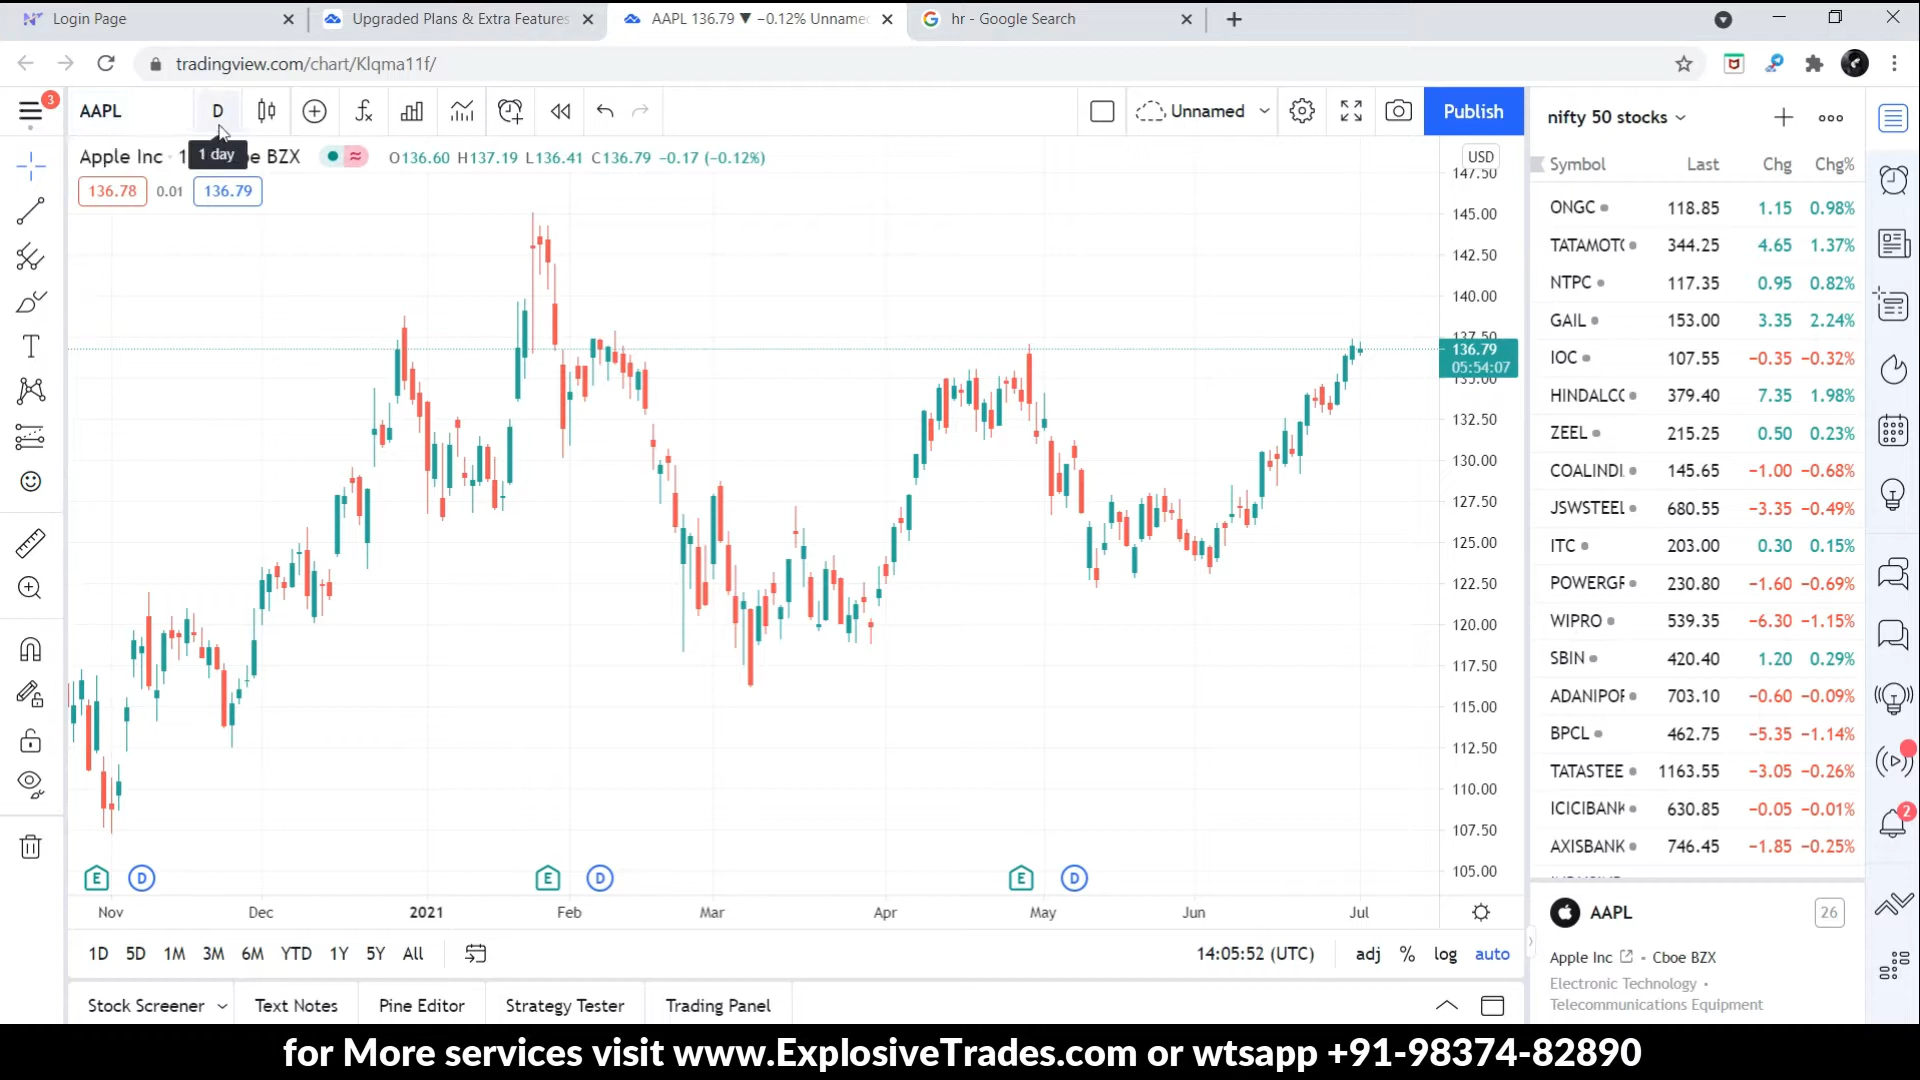 Login Page
Upgraded Plans & Extra Features
AAPL 136.79 ▼ −0.12% Unname
hr - Google Search
tradingview.com/chart/Klqma11f/
3
AAPL
D
Unnamed
Publish
Apple Inc · 1
1 day
oe BZX
O136.60 H137.19 L136.41 C136.79 −0.17 (−0.12%)
136.78 0.01 136.79
USD
147.50
145.00
142.50
140.00
137.50
136.79
05:54:07
135.00
132.50
130.00
127.50
125.00
122.50
120.00
117.50
115.00
112.50
110.00
107.50
105.00
E D E D E D
Nov Dec 2021 Feb Mar Apr May Jun Jul
1D 5D 1M 3M 6M YTD 1Y 5Y All
14:05:52 (UTC) adj % log auto
Stock Screener Text Notes Pine Editor Strategy Tester Trading Panel
nifty 50 stocks
Symbol Last Chg Chg%
ONGC 118.85 1.15 0.98%
TATAMOT 344.25 4.65 1.37%
NTPC 117.35 0.95 0.82%
GAIL 153.00 3.35 2.24%
IOC 107.55 −0.35 −0.32%
HINDALCO 379.40 7.35 1.98%
ZEEL 215.25 0.50 0.23%
COALINDI 145.65 −1.00 −0.68%
JSWSTEEL 680.55 −3.35 −0.49%
ITC 203.00 0.30 0.15%
POWERGR 230.80 −1.60 −0.69%
WIPRO 539.35 −6.30 −1.15%
SBIN 420.40 1.20 0.29%
ADANIPOR 703.10 −0.60 −0.09%
BPCL 462.75 −5.35 −1.14%
TATASTEE 1163.55 −3.05 −0.26%
ICICIBANK 630.85 −0.05 −0.01%
AXISBANK 746.45 −1.85 −0.25%
2
AAPL
26
Apple Inc · Cboe BZX
Electronic Technology ·
Telecommunications Equipment
for More services visit www.ExplosiveTrades.com or wtsapp +91-98374-82890